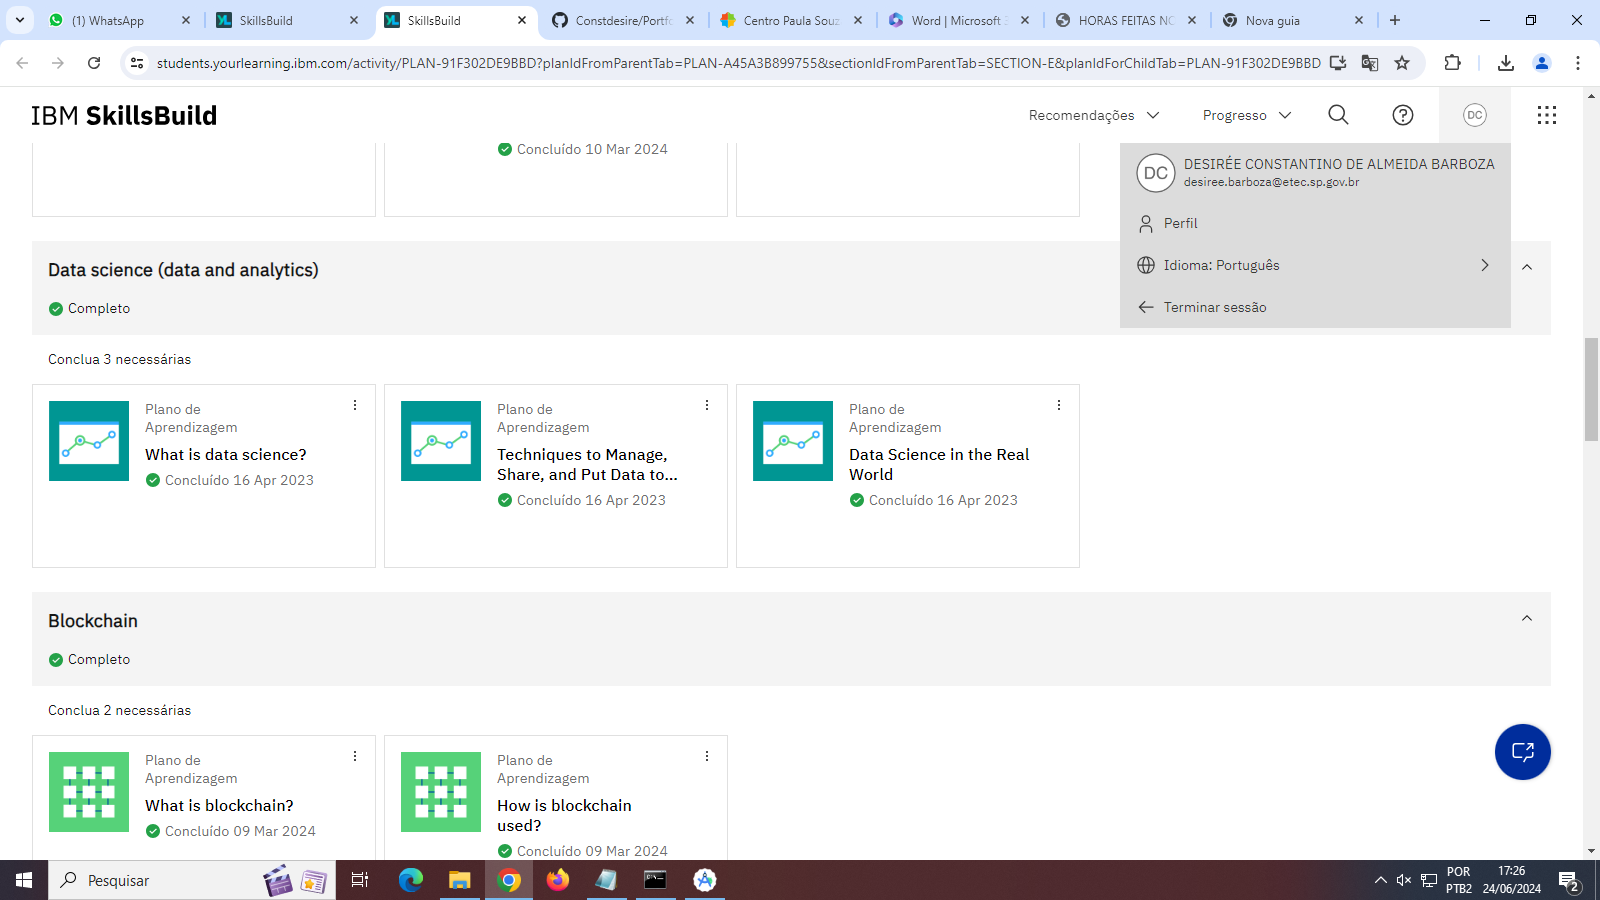 (1) WhatsApp
SkillsBuild
SkillsBuild
Constdesire/Portfo
Centro Paula Souz
Word | Microsoft 3
HORAS FEITAS NO
Nova guia
students.yourlearning.ibm.com/activity/PLAN-91F302DE9BBD?planIdFromParentTab=PLAN-A45A3B899755&sectionIdFromParentTab=SECTION-E&planIdForChildTab=PLAN-91F302DE9BBD
IBM SkillsBuild
Recomendações
Progresso
DC
Concluído 10 Mar 2024
DC
DESIRÉE CONSTANTINO DE ALMEIDA BARBOZA
desiree.barboza@etec.sp.gov.br
Perfil
Idioma: Português
Terminar sessão
Data science (data and analytics)
Completo
Conclua 3 necessárias
Plano de
Aprendizagem
What is data science?
Concluído 16 Apr 2023
Plano de
Aprendizagem
Techniques to Manage,
Share, and Put Data to...
Concluído 16 Apr 2023
Plano de
Aprendizagem
Data Science in the Real
World
Concluído 16 Apr 2023
Blockchain
Completo
Conclua 2 necessárias
Plano de
Aprendizagem
What is blockchain?
Concluído 09 Mar 2024
Plano de
Aprendizagem
How is blockchain
used?
Concluído 09 Mar 2024
Pesquisar
POR
PTB2
17:26
24/06/2024
2